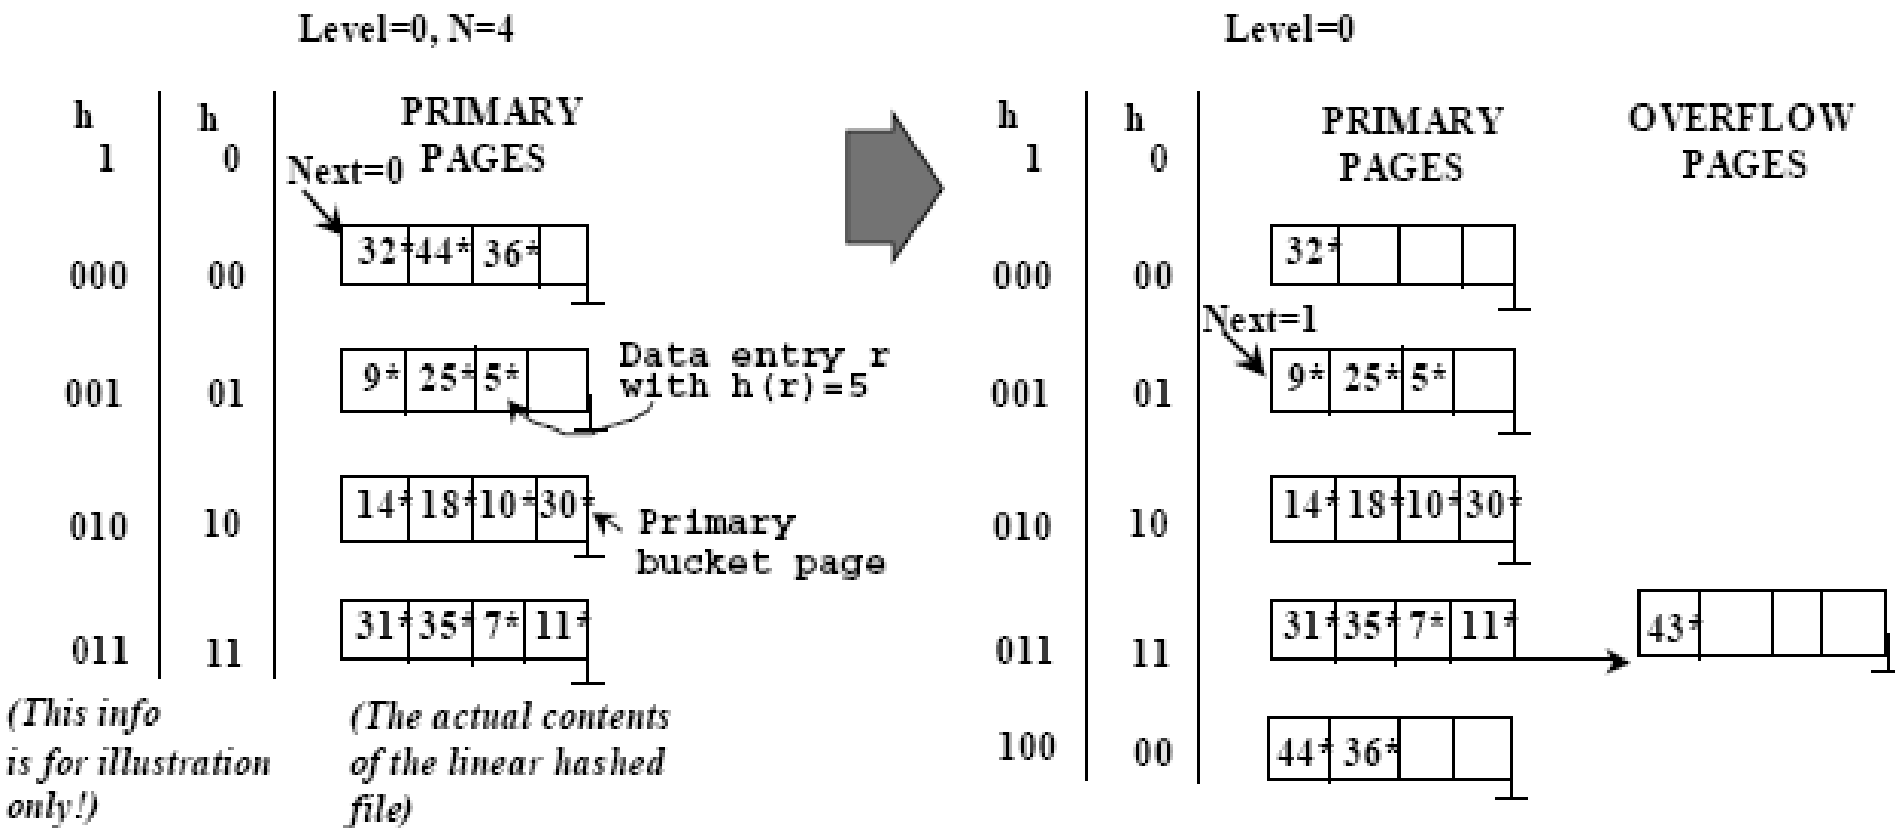 Level=0, N=4
h
1
h
0
PRIMARY
PAGES
Next=0
000
00
32* 44* 36*
001
01
9* 25* 5*
Data entry r
with h(r)=5
010
10
14* 18* 10* 30*
Primary
bucket page
011
11
31* 35* 7* 11*
(This info
is for illustration
only!)
(The actual contents
of the linear hashed
file)
Level=0
h
1
h
0
PRIMARY
PAGES
OVERFLOW
PAGES
000
00
32*
Next=1
001
01
9* 25* 5*
010
10
14* 18* 10* 30*
011
11
31* 35* 7* 11*
43*
100
00
44* 36*